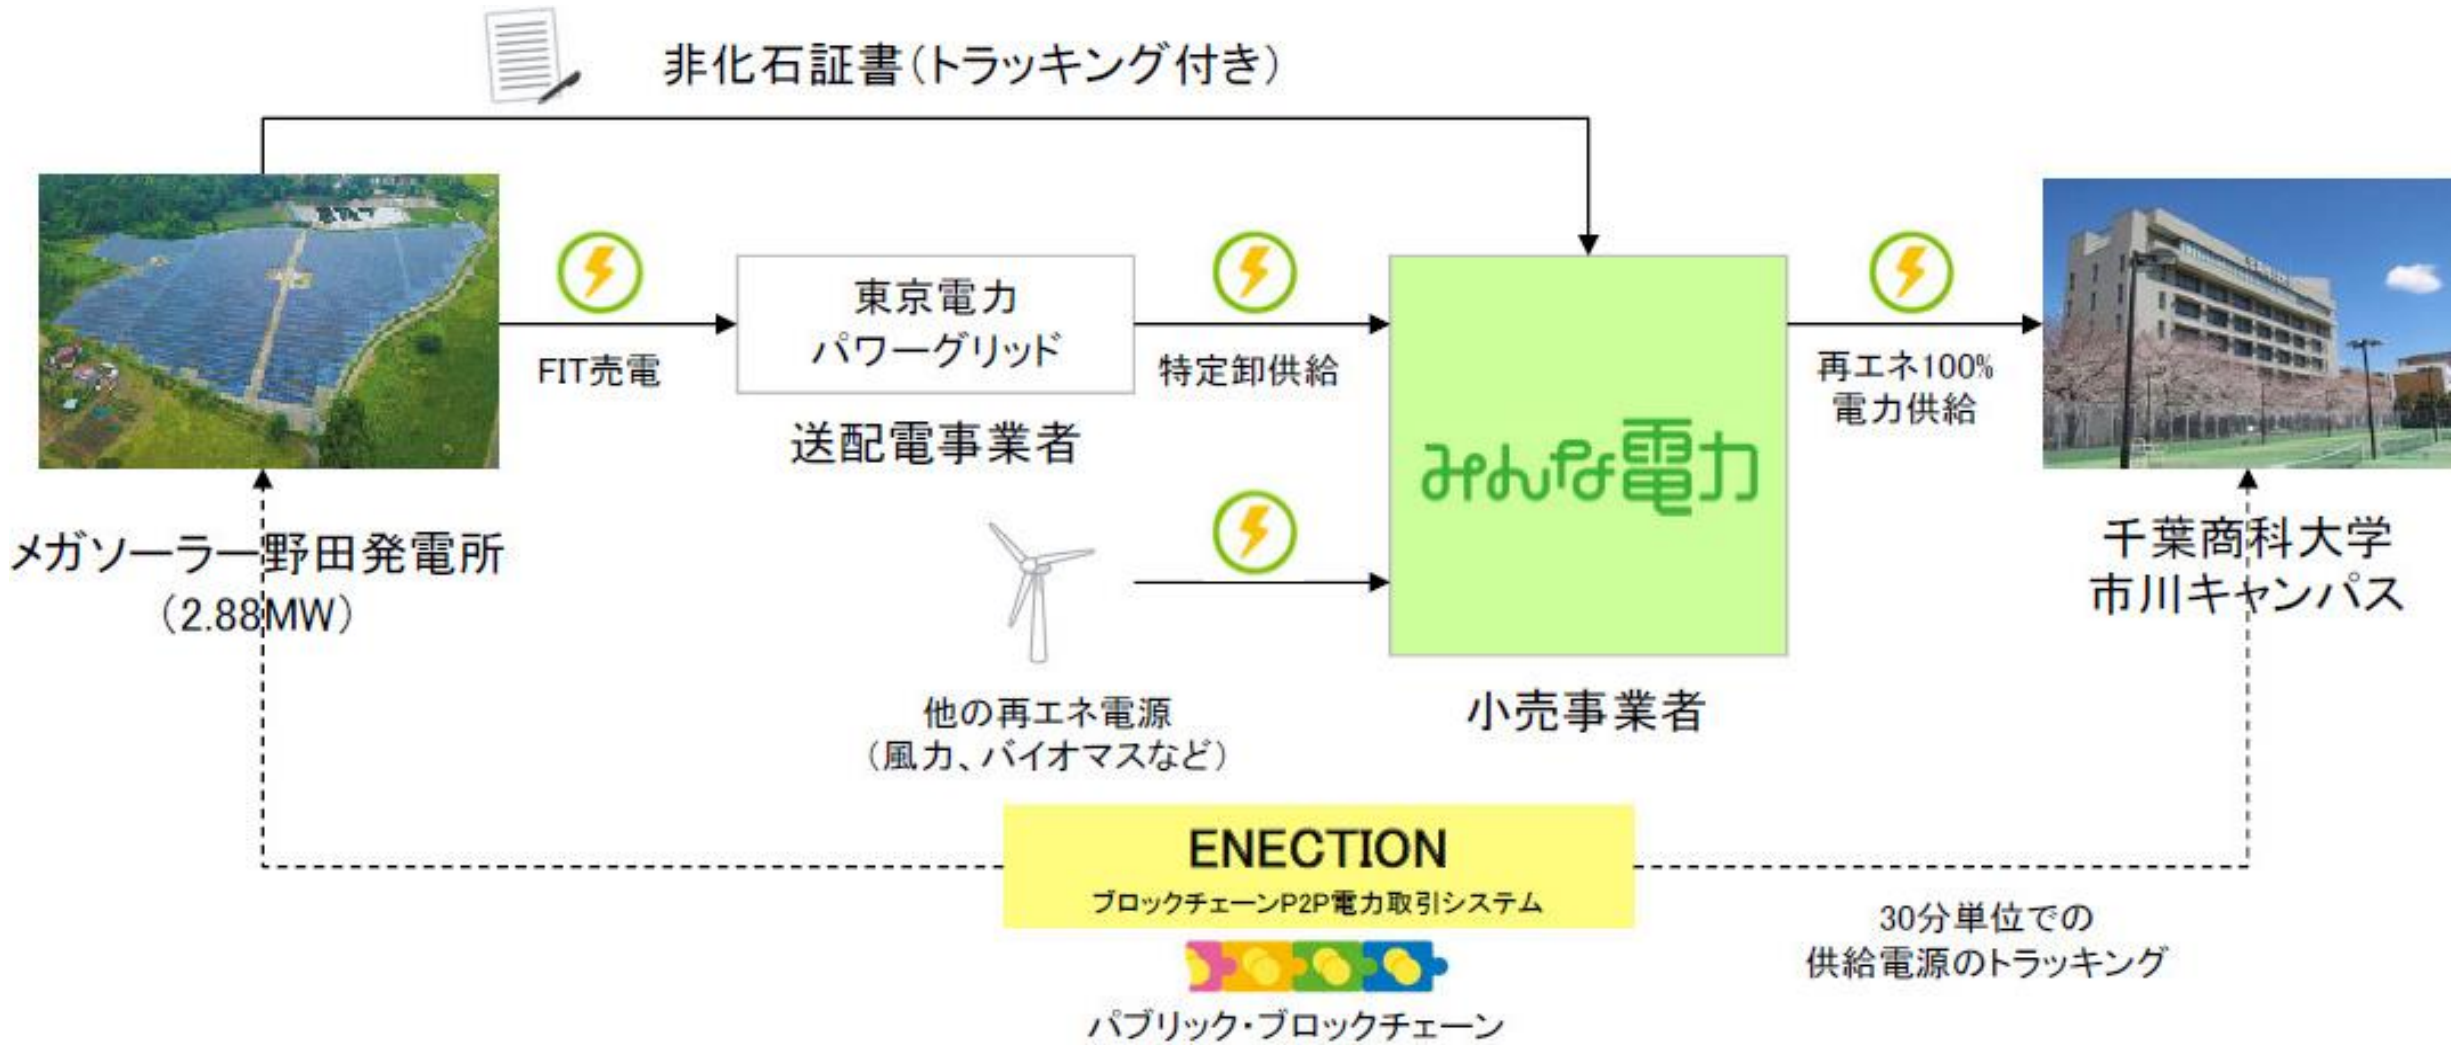 非化石証書(トラッキング付き)
FIT売電
東京電力
パワーグリッド
送配電事業者
特定卸供給
みんな電力
小売事業者
再エネ100%
電力供給
メガソーラー野田発電所
(2.88MW)
千葉商科大学
市川キャンパス
他の再エネ電源
(風力、バイオマスなど)
ENECTION
ブロックチェーンP2P電力取引システム
30分単位での
供給電源のトラッキング
パブリック・ブロックチェーン